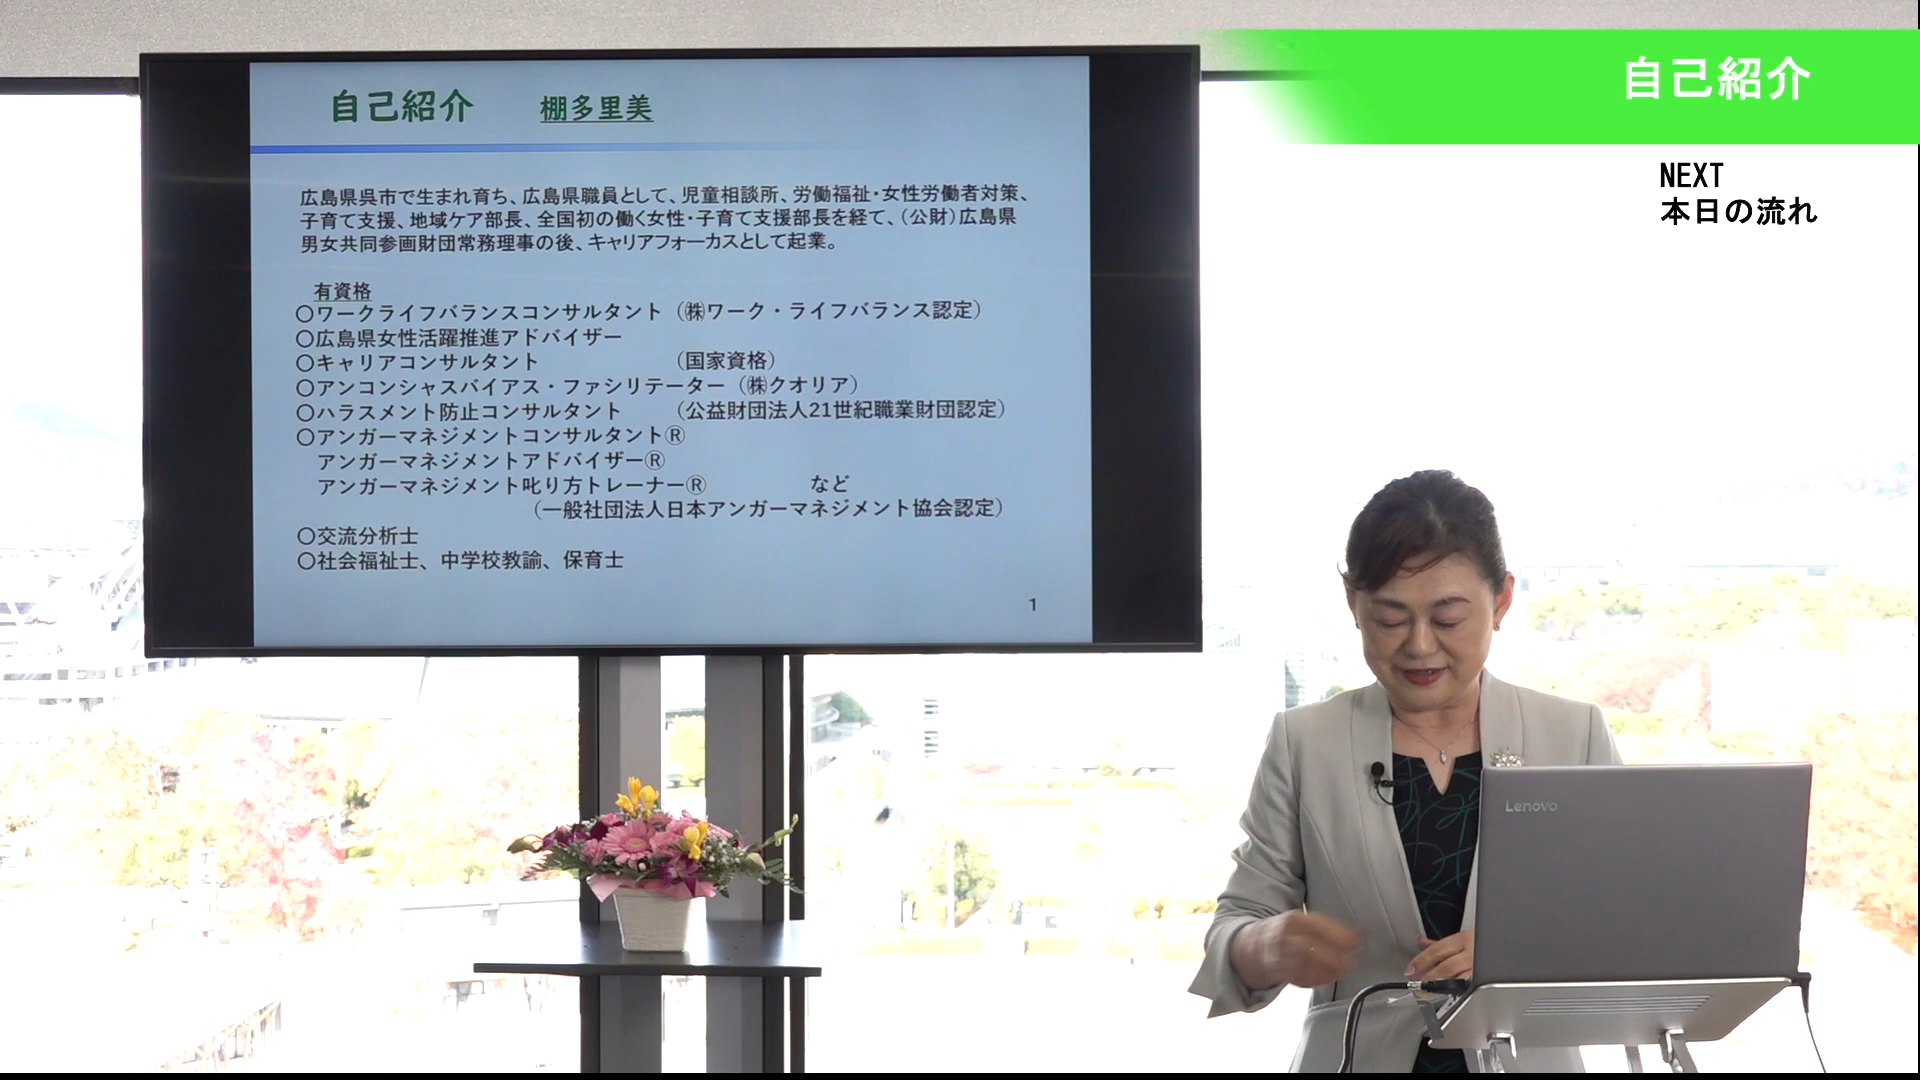 自己紹介　棚多里美
広島県呉市で生まれ育ち、広島県職員として、児童相談所、労働福祉・女性労働者対策、
子育て支援、地域ケア部長、全国初の働く女性・子育て支援部長を経て、（公財）広島県
男女共同参画財団常務理事の後、キャリアフォーカスとして起業。
有資格
〇ワークライフバランスコンサルタント（㈱ワーク・ライフバランス認定）
〇広島県女性活躍推進アドバイザー
〇キャリアコンサルタント　（国家資格）
〇アンコンシャスバイアス・ファシリテーター（㈱クオリア）
〇ハラスメント防止コンサルタント　（公益財団法人21世紀職業財団認定）
〇アンガーマネジメントコンサルタントⓇ
アンガーマネジメントアドバイザーⓇ
アンガーマネジメント叱り方トレーナーⓇ　など
（一般社団法人日本アンガーマネジメント協会認定）
〇交流分析士
〇社会福祉士、中学校教諭、保育士
1
自己紹介
NEXT
本日の流れ
Lenovo